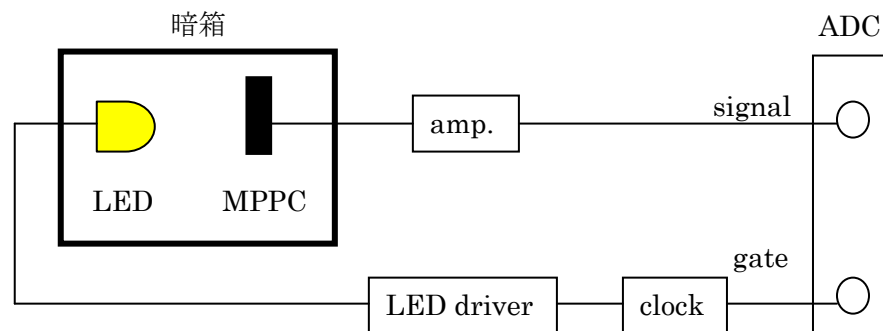 暗箱
ADC
signal
amp.
LED
MPPC
gate
LED driver
clock